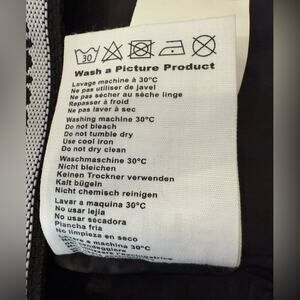 30
Wash a Picture Product
Lavage machine à 30°C
Ne pas utiliser de javel
Ne pas sécher au sèche linge
Repasser à froid
Ne pas laver à sec
Washing machine 30°C
Do not bleach
Do not tumble dry
Use cool iron
Do not dry clean
Waschmaschine 30°C
Nicht bleichen
Keinen Trockner verwenden
Kalt bügeln
Nicht chemisch reinigen
Lavar a maquina 30°C
No usar lejia
No usar secadora
Plancha fria
No limpieza en seco
Lavare a machina 30°C